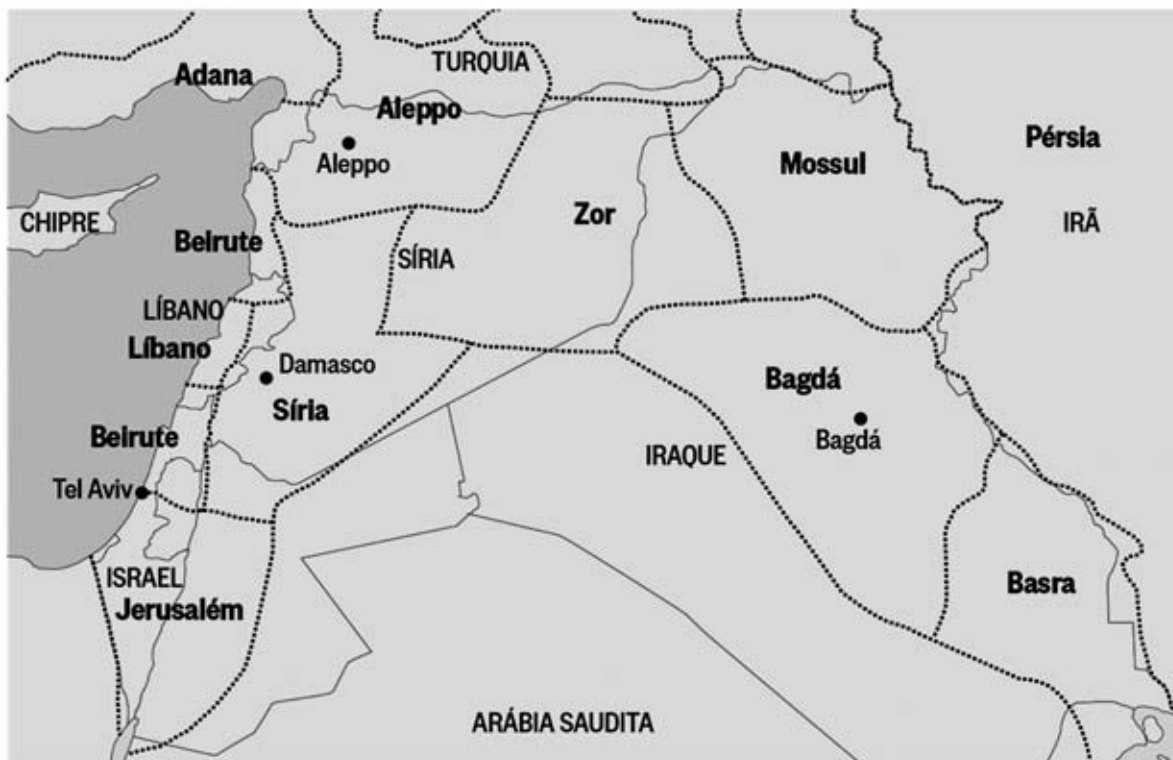 TURQUIA
Adana
Aleppo
Aleppo
Pérsia
Mossul
CHIPRE
Zor
IRÃ
Beirute
SÍRIA
LÍBANO
Líbano
Damasco
Bagdá
Síria
Beirute
Bagdá
IRAQUE
Tel Aviv
ISRAEL
Basra
Jerusalém
ARÁBIA SAUDITA